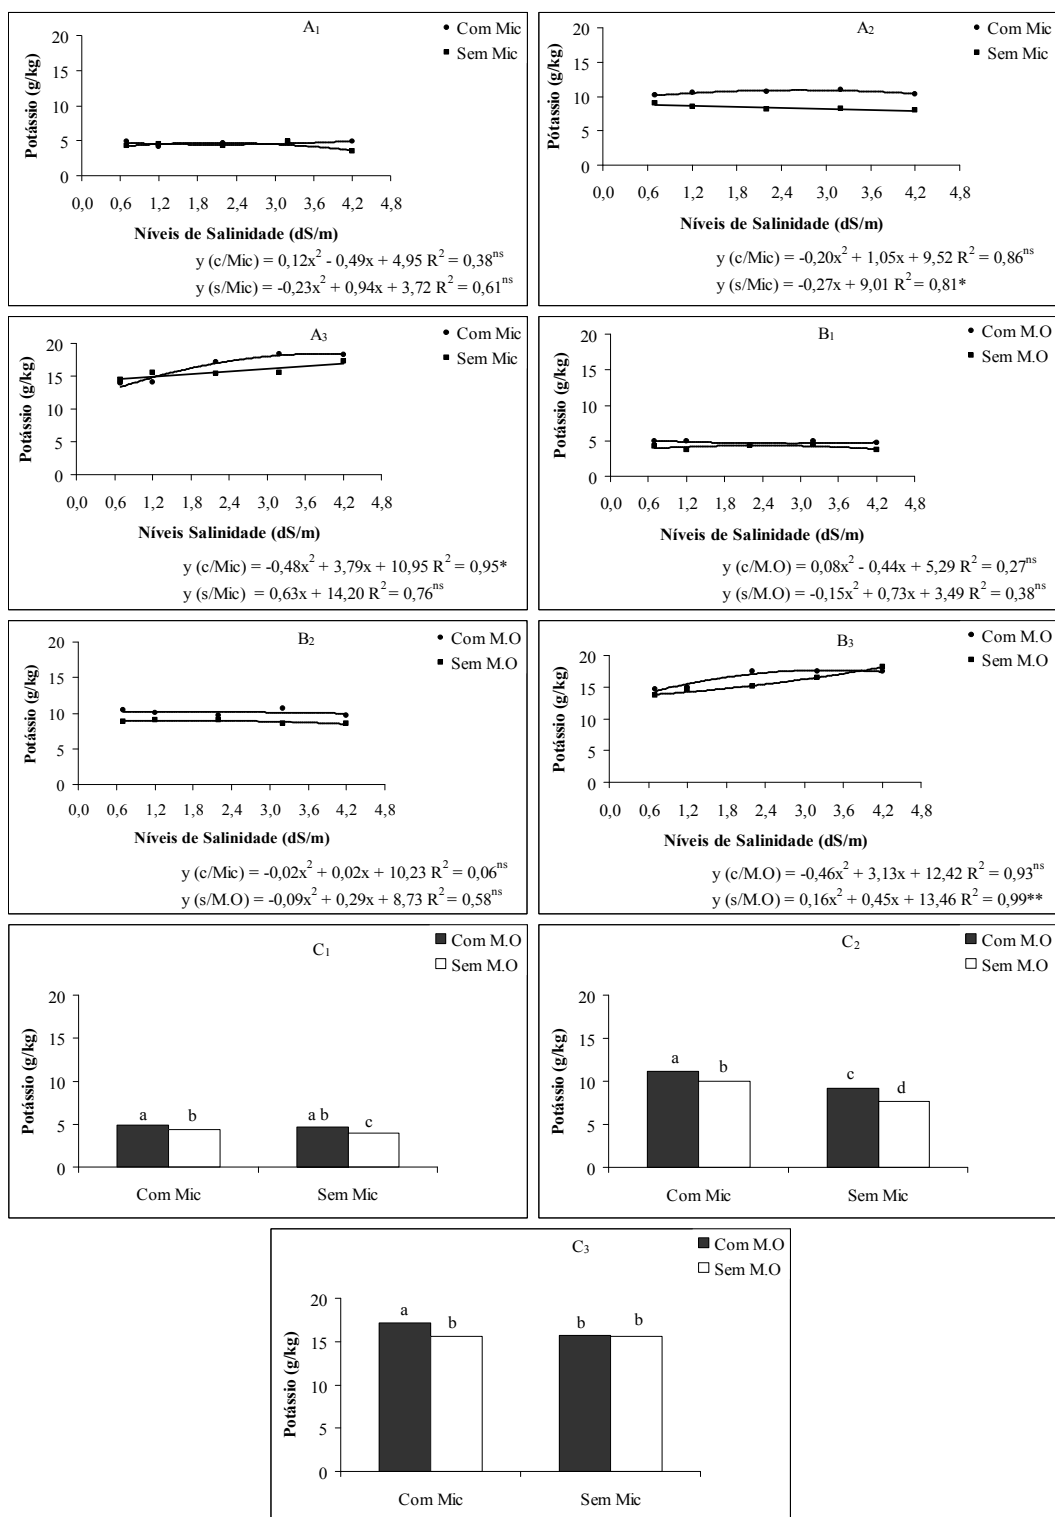 A1
Com Mic
Sem Mic
Potássio (g/kg)
20
15
10
5
0
0,0 0,6 1,2 1,8 2,4 3,0 3,6 4,2 4,8
Níveis de Salinidade (dS/m)
y (c/Mic) = 0,12x² - 0,49x + 4,95 R² = 0,38ns
y (s/Mic) = -0,23x² + 0,94x + 3,72 R² = 0,61ns
A2
Com Mic
Sem Mic
Pótássio (g/kg)
20
15
10
5
0
0,0 0,6 1,2 1,8 2,4 3,0 3,6 4,2 4,8
Níveis de Salinidade (dS/m)
y (c/Mic) = -0,20x² + 1,05x + 9,52 R² = 0,86ns
y (s/Mic) = -0,27x + 9,01 R² = 0,81*
A3
Com Mic
Sem Mic
Potássio (g/kg)
20
15
10
5
0
0,0 0,6 1,2 1,8 2,4 3,0 3,6 4,2 4,8
Níveis Salinidade (dS/m)
y (c/Mic) = -0,48x² + 3,79x + 10,95 R² = 0,95*
y (s/Mic) = 0,63x + 14,20 R² = 0,76ns
B1
Com M.O
Sem M.O
Potássio (g/kg)
20
15
10
5
0
0,0 0,6 1,2 1,8 2,4 3,0 3,6 4,2 4,8
Níveis de Salinidade (dS/m)
y (c/M.O) = 0,08x² - 0,44x + 5,29 R² = 0,27ns
y (s/M.O) = -0,15x² + 0,73x + 3,49 R² = 0,38ns
B2
Com M.O
Sem M.O
Potássio (g/kg)
20
15
10
5
0
0,0 0,6 1,2 1,8 2,4 3,0 3,6 4,2 4,8
Níveis de Salinidade (dS/m)
y (c/Mic) = -0,02x² + 0,02x + 10,23 R² = 0,06ns
y (s/M.O) = -0,09x² + 0,29x + 8,73 R² = 0,58ns
B3
Com M.O
Sem M.O
Potássio (g/kg)
20
15
10
5
0
0,0 0,6 1,2 1,8 2,4 3,0 3,6 4,2 4,8
Níveis de Salinidade (dS/m)
y (c/M.O) = -0,46x² + 3,13x + 12,42 R² = 0,93ns
y (s/M.O) = 0,16x² + 0,45x + 13,46 R² = 0,99**
C1
Com M.O
Sem M.O
Potássio (g/kg)
20
15
10
5
0
a b a b c
Com Mic Sem Mic
C2
Com M.O
Sem M.O
Potássio (g/kg)
20
15
10
5
0
a b c d
Com Mic Sem Mic
C3
Com M.O
Sem M.O
Potássio (g/kg)
20
15
10
5
0
a b b b
Com Mic Sem Mic